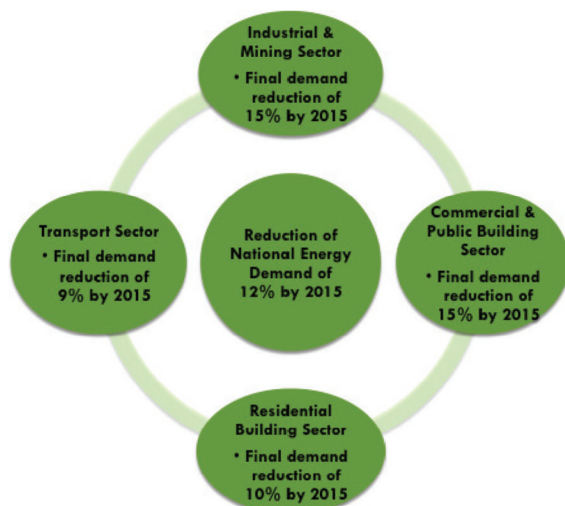 Industrial &
Mining Sector
• Final demand
reduction of
15% by 2015
Transport Sector
• Final demand
reduction of
9% by 2015
Reduction of
National Energy
Demand of
12% by 2015
Commercial &
Public Building
Sector
• Final demand
reduction of
15% by 2015
Residential
Building Sector
• Final demand
reduction of
10% by 2015